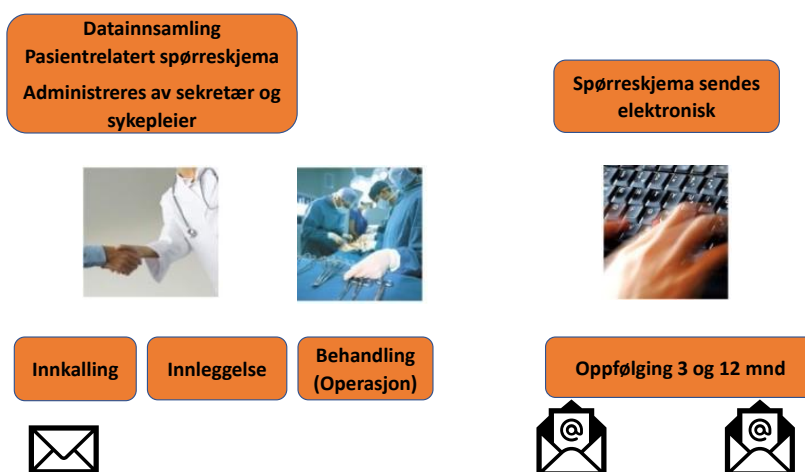 Datainnsamling
Pasientrelatert spørreskjema
Administreres av sekretær og
sykepleier
Spørreskjema sendes
elektronisk
Innkalling
Innleggelse
Behandling
(Operasjon)
Oppfølging 3 og 12 mnd
@
@